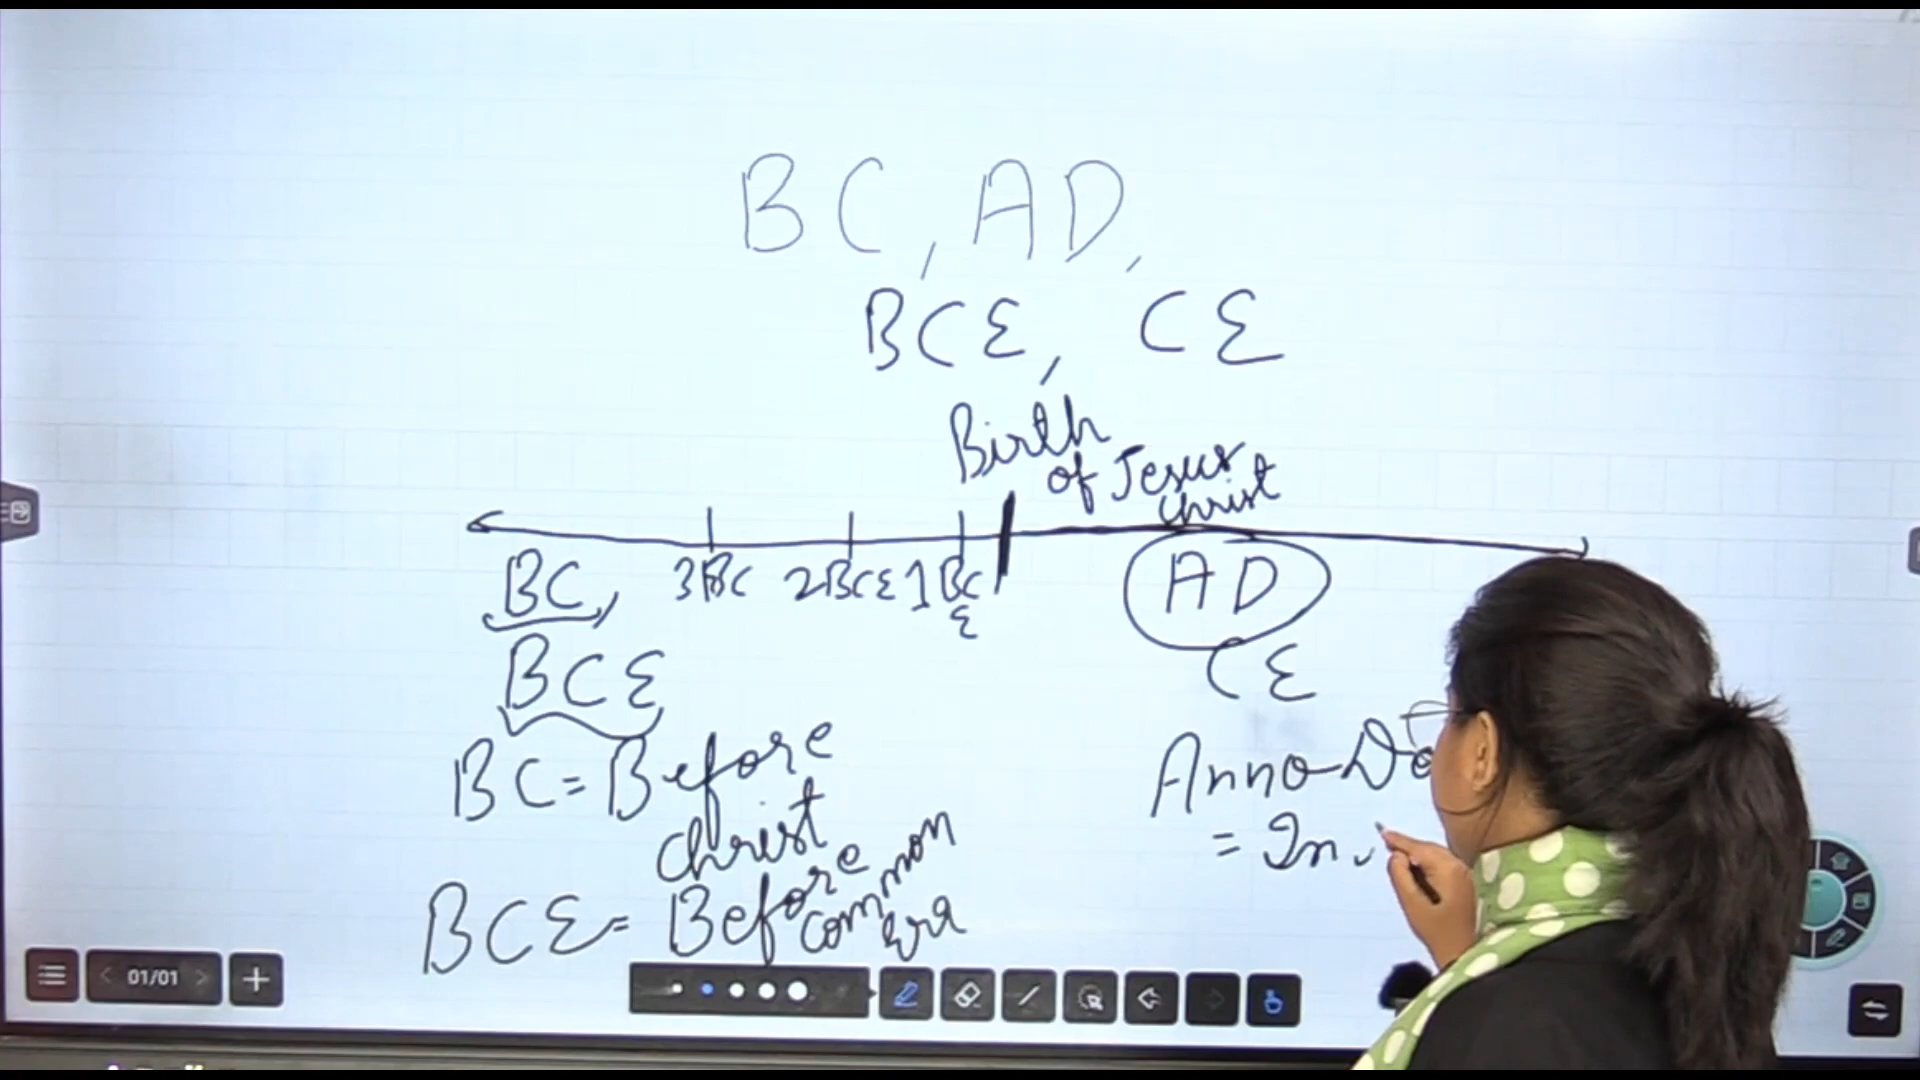 BC, AD,
BCE, CE
Birth
of Jesus
Christ
3BC 2BCE 1BC
E
BC, AD
BCE CE
BC = Before
Christ
Anno Do
= In
BCE = Before
common
Era
01/01